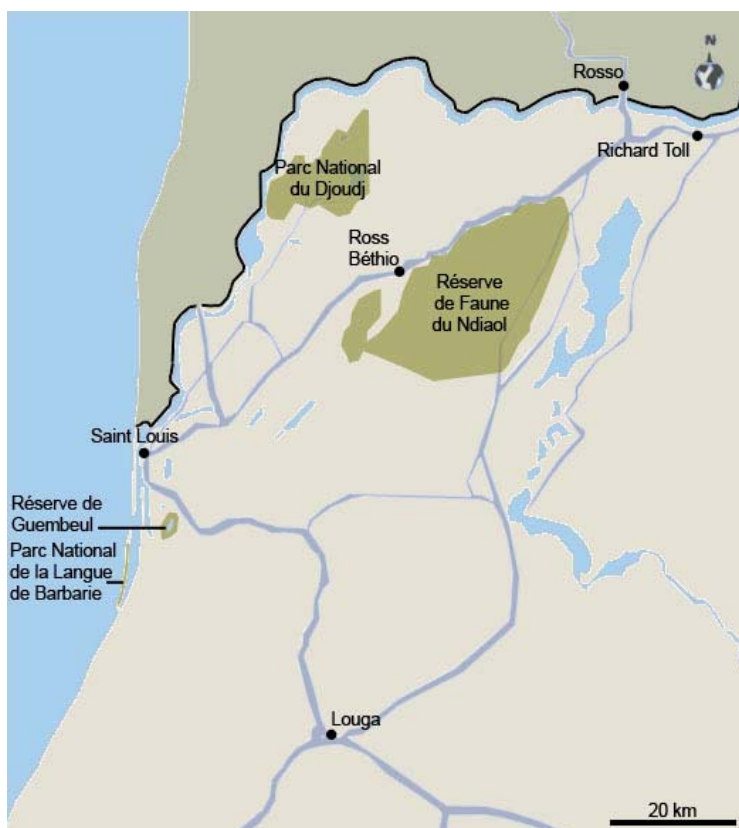 N
Rosso
Richard Toll
Parc National
du Djoudj
Ross
Béthio
Réserve
de Faune
du Ndiaol
Saint Louis
Réserve de
Guembeul
Parc National
de la Langue
de Barbarie
Louga
20 km